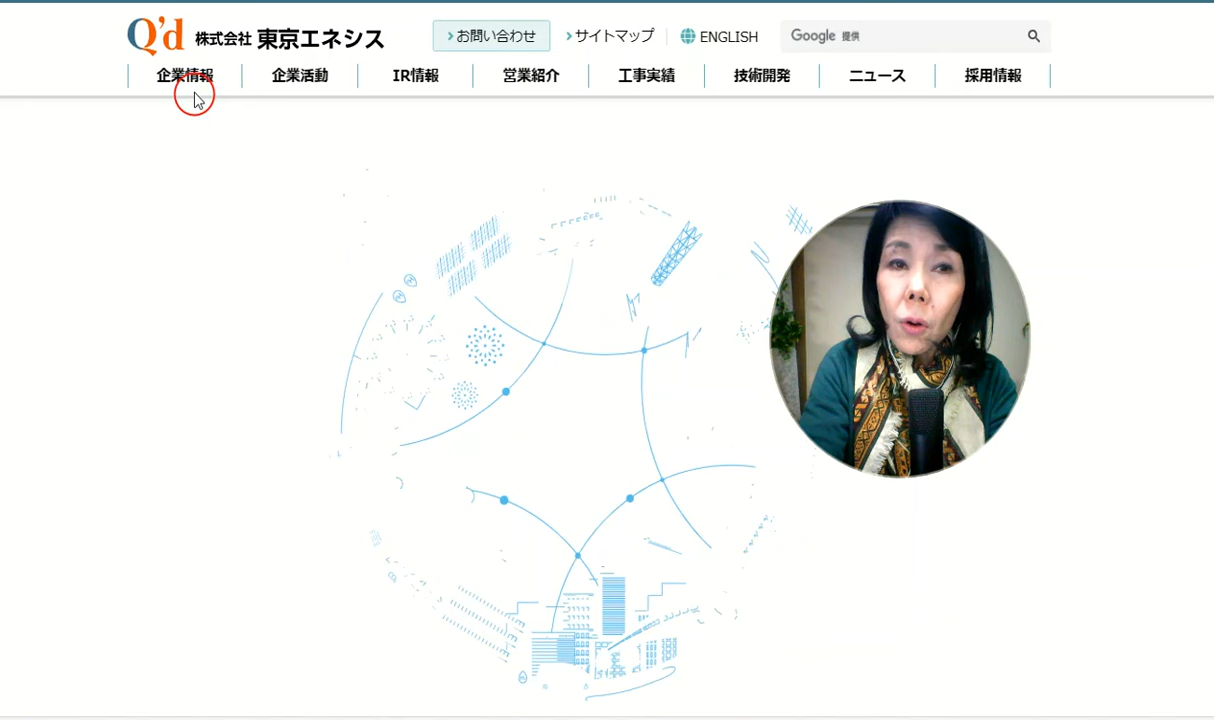 Q'd 株式会社 東京エネシス
お問い合わせ
サイトマップ
ENGLISH
Google 提供
企業情報 企業活動 IR情報 営業紹介 工事実績 技術開発 ニュース 採用情報